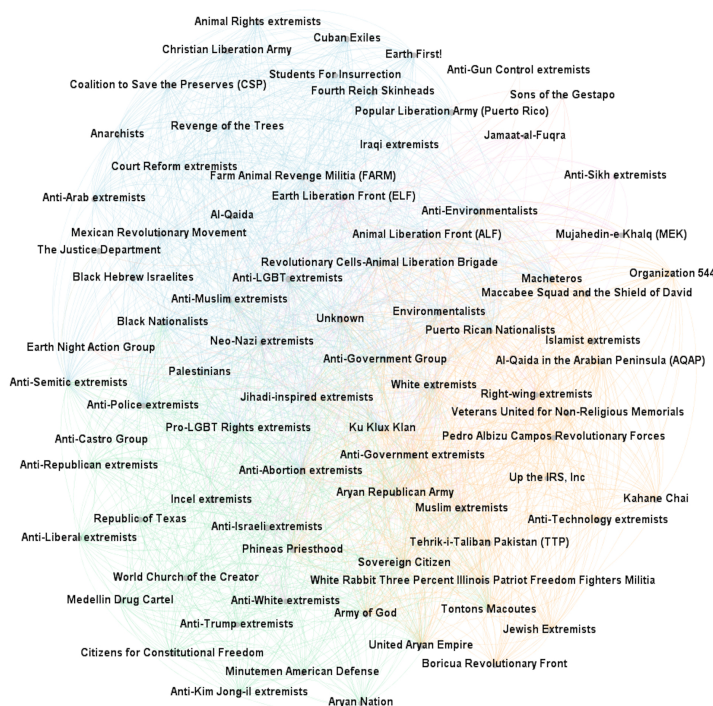 Animal Rights extremists
Cuban Exiles
Christian Liberation Army
Earth First!
Students For Insurrection
Anti-Gun Control extremists
Coalition to Save the Preserves (CSP)
Fourth Reich Skinheads
Sons of the Gestapo
Popular Liberation Army (Puerto Rico)
Revenge of the Trees
Anarchists
Jamaat-al-Fuqra
Iraqi extremists
Court Reform extremists
Farm Animal Revenge Militia (FARM)
Anti-Sikh extremists
Anti-Arab extremists
Earth Liberation Front (ELF)
Al-Qaida
Anti-Environmentalists
Mexican Revolutionary Movement
Animal Liberation Front (ALF)
Mujahedin-e Khalq (MEK)
The Justice Department
Revolutionary Cells-Animal Liberation Brigade
Organization 544
Black Hebrew Israelites
Anti-LGBT extremists
Macheteros
Maccabee Squad and the Shield of David
Anti-Muslim extremists
Environmentalists
Black Nationalists
Unknown
Puerto Rican Nationalists
Neo-Nazi extremists
Islamist extremists
Earth Night Action Group
Anti-Government Group
Al-Qaida in the Arabian Peninsula (AQAP)
Palestinians
Anti-Semitic extremists
White extremists
Right-wing extremists
Jihadi-inspired extremists
Anti-Police extremists
Veterans United for Non-Religious Memorials
Pro-LGBT Rights extremists
Ku Klux Klan
Pedro Albizu Campos Revolutionary Forces
Anti-Castro Group
Anti-Government extremists
Anti-Republican extremists
Anti-Abortion extremists
Up the IRS, Inc
Aryan Republican Army
Incel extremists
Kahane Chai
Muslim extremists
Republic of Texas
Anti-Israeli extremists
Anti-Technology extremists
Anti-Liberal extremists
Tehrik-i-Taliban Pakistan (TTP)
Phineas Priesthood
Sovereign Citizen
World Church of the Creator
White Rabbit Three Percent Illinois Patriot Freedom Fighters Militia
Medellin Drug Cartel
Anti-White extremists
Army of God
Tontons Macoutes
Anti-Trump extremists
Jewish Extremists
United Aryan Empire
Citizens for Constitutional Freedom
Boricua Revolutionary Front
Minutemen American Defense
Anti-Kim Jong-il extremists
Aryan Nation